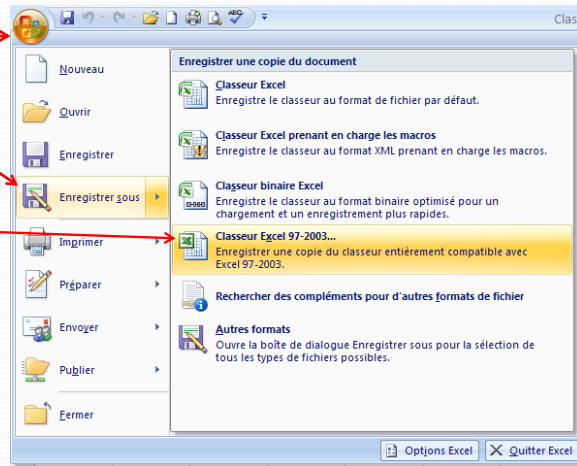 ABC
Clas
Nouveau
Ouvrir
Enregistrer
Enregistrer sous
Imprimer
Préparer
Envoyer
Publier
Fermer
Enregistrer une copie du document
Classeur Excel
Enregistre le classeur au format de fichier par défaut.
Classeur Excel prenant en charge les macros
Enregistre le classeur au format XML prenant en charge les macros.
Classeur binaire Excel
Enregistre le classeur au format binaire optimisé pour un
chargement et un enregistrement plus rapides.
Classeur Excel 97-2003...
Enregistrer une copie du classeur entièrement compatible avec
Excel 97-2003.
Rechercher des compléments pour d'autres formats de fichier
Autres formats
Ouvre la boîte de dialogue Enregistrer sous pour la sélection de
tous les types de fichiers possibles.
Options Excel
Quitter Excel